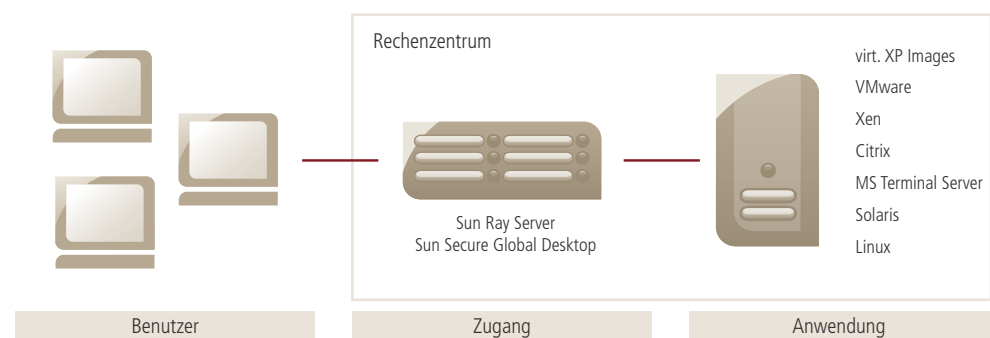 Rechenzentrum
virt. XP Images
VMware
Xen
Citrix
MS Terminal Server
Solaris
Linux
Sun Ray Server
Sun Secure Global Desktop
Benutzer
Zugang
Anwendung